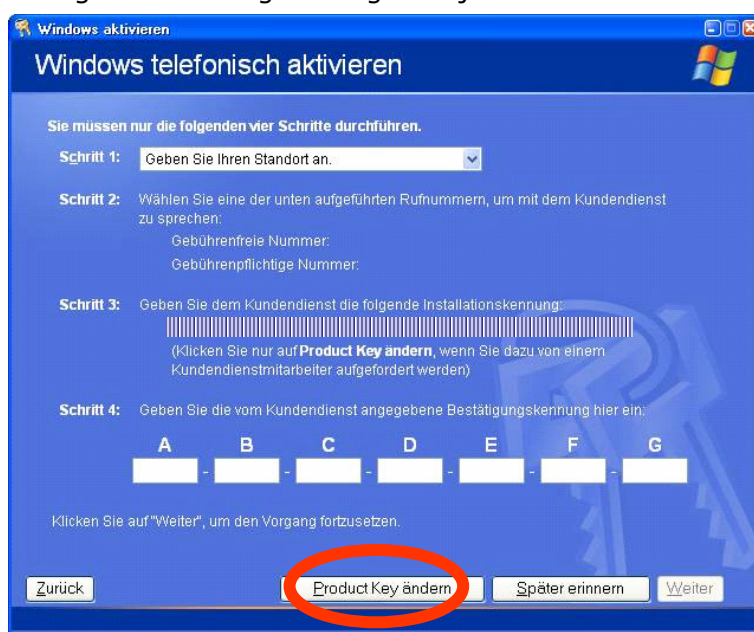 Windows aktivieren
Windows telefonisch aktivieren
Sie müssen nur die folgenden vier Schritte durchführen.
Schritt 1: Geben Sie Ihren Standort an.
Schritt 2: Wählen Sie eine der unten aufgeführten Rufnummern, um mit dem Kundendienst
zu sprechen:
Gebührenfreie Nummer:
Gebührenpflichtige Nummer:
Schritt 3: Geben Sie dem Kundendienst die folgende Installationskennung:
(Klicken Sie nur auf Product Key ändern, wenn Sie dazu von einem
Kundendienstmitarbeiter aufgefordert werden)
Schritt 4: Geben Sie die vom Kundendienst angegebene Bestätigungskennung hier ein:
A B C D E F G
- - - - - -
Klicken Sie auf "Weiter", um den Vorgang fortzusetzen.
Zurück Product Key ändern Später erinnern Weiter